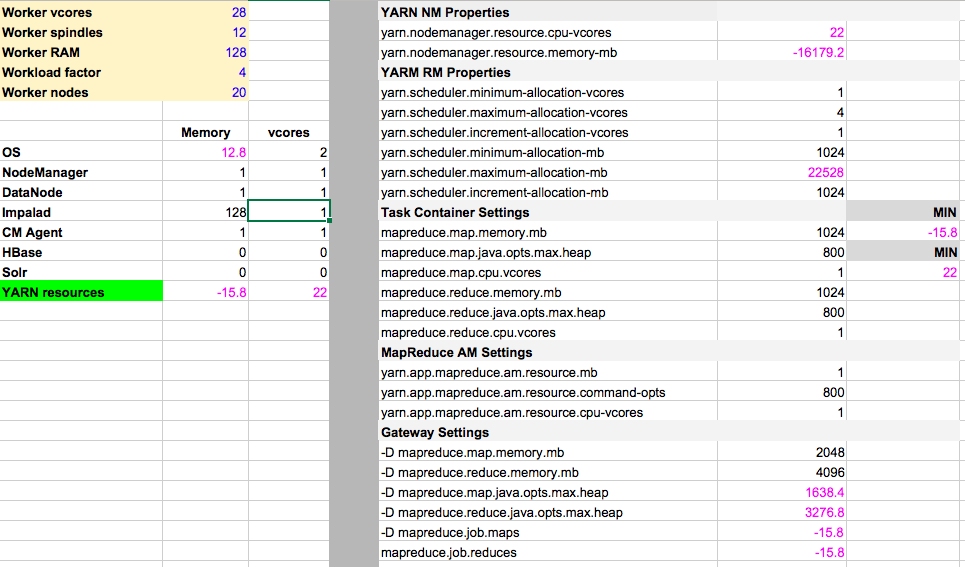 Worker vcores 28
Worker spindles 12
Worker RAM 128
Workload factor 4
Worker nodes 20
Memory vcores
OS 12.8 2
NodeManager 1 1
DataNode 1 1
Impalad 128 1
CM Agent 1 1
HBase 0 0
Solr 0 0
YARN resources -15.8 22
YARN NM Properties
yarn.nodemanager.resource.cpu-vcores 22
yarn.nodemanager.resource.memory-mb -16179.2
YARM RM Properties
yarn.scheduler.minimum-allocation-vcores 1
yarn.scheduler.maximum-allocation-vcores 4
yarn.scheduler.increment-allocation-vcores 1
yarn.scheduler.minimum-allocation-mb 1024
yarn.scheduler.maximum-allocation-mb 22528
yarn.scheduler.increment-allocation-mb 1024
Task Container Settings MIN
mapreduce.map.memory.mb 1024 -15.8
mapreduce.map.java.opts.max.heap 800 MIN
mapreduce.map.cpu.vcores 1 22
mapreduce.reduce.memory.mb 1024
mapreduce.reduce.java.opts.max.heap 800
mapreduce.reduce.cpu.vcores 1
MapReduce AM Settings
yarn.app.mapreduce.am.resource.mb 1
yarn.app.mapreduce.am.resource.command-opts 800
yarn.app.mapreduce.am.resource.cpu-vcores 1
Gateway Settings
-D mapreduce.map.memory.mb 2048
-D mapreduce.reduce.memory.mb 4096
-D mapreduce.map.java.opts.max.heap 1638.4
-D mapreduce.reduce.java.opts.max.heap 3276.8
-D mapreduce.job.maps -15.8
mapreduce.job.reduces -15.8